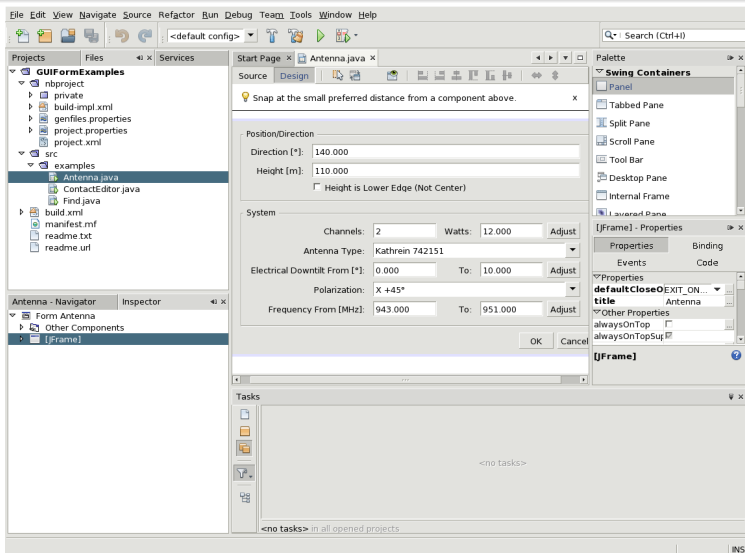 File Edit View Navigate Source Refactor Run Debug Team Tools Window Help
<default config>
Search (Ctrl+I)
Projects Files Services
GUIFormExamples
nbproject
private
build-impl.xml
genfiles.properties
project.properties
project.xml
src
examples
Antenna.java
ContactEditor.java
Find.java
build.xml
manifest.mf
readme.txt
readme.url
Antenna - Navigator Inspector
Form Antenna
Other Components
[JFrame]
Start Page Antenna.java
Source Design
Snap at the small preferred distance from a component above. x
Position/Direction
Direction [°]: 140.000
Height [m]: 110.000
Height is Lower Edge (Not Center)
System
Channels: 2 Watts: 12.000 Adjust
Antenna Type: Kathrein 742151
Electrical Downtilt From [°]: 0.000 To: 10.000 Adjust
Polarization: X +45°
Frequency From [MHz]: 943.000 To: 951.000 Adjust
OK Cancel
Palette
Swing Containers
Panel
Tabbed Pane
Split Pane
Scroll Pane
Tool Bar
Desktop Pane
Internal Frame
Layered Pane
[JFrame] - Properties
Properties Binding
Events Code
Properties
defaultCloseO EXIT_ON... ...
title Antenna ...
Other Properties
alwaysOnTop ...
alwaysOnTopSup ...
[JFrame]
Tasks
<no tasks>
<no tasks> in all opened projects
INS